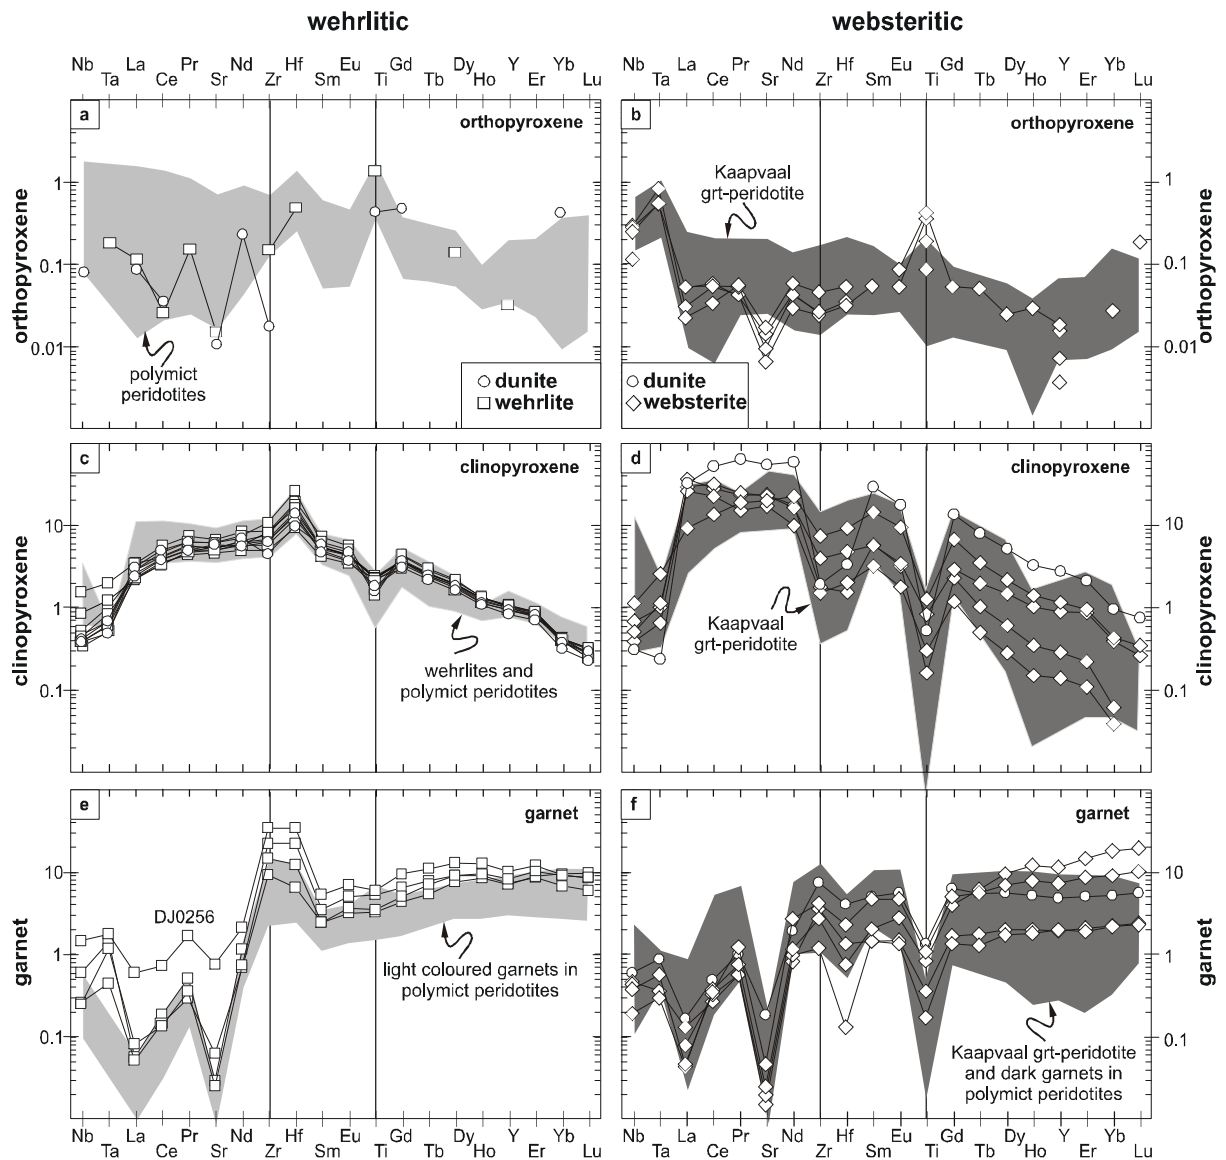 wehrlitic
websteritic
Nb Ta La Ce Pr Sr Nd Zr Hf Sm Eu Ti Gd Tb Dy Ho Y Er Yb Lu
Nb Ta La Ce Pr Sr Nd Zr Hf Sm Eu Ti Gd Tb Dy Ho Y Er Yb Lu
a
orthopyroxene
orthopyroxene
1
0.1
0.01
polymict
peridotites
dunite
wehrlite
b
orthopyroxene
orthopyroxene
1
0.1
0.01
Kaapvaal
grt-peridotite
dunite
websterite
c
clinopyroxene
clinopyroxene
10
1
0.1
wehrlites and
polymict peridotites
d
clinopyroxene
clinopyroxene
10
1
0.1
Kaapvaal
grt-peridotite
e
garnet
garnet
10
1
0.1
DJ0256
light coloured garnets in
polymict peridotites
f
garnet
garnet
10
1
0.1
Kaapvaal grt-peridotite
and dark garnets in
polymict peridotites
Nb Ta La Ce Pr Sr Nd Zr Hf Sm Eu Ti Gd Tb Dy Ho Y Er Yb Lu
Nb Ta La Ce Pr Sr Nd Zr Hf Sm Eu Ti Gd Tb Dy Ho Y Er Yb Lu